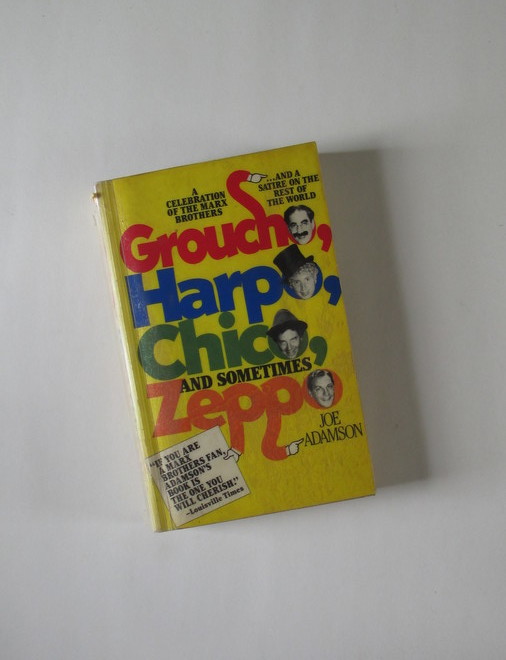 A
CELEBRATION
OF THE MARX
BROTHERS
...AND A
SATIRE ON THE
REST OF
THE WORLD
Groucho,
Harpo,
Chico,
AND SOMETIMES
Zeppo
JOE
ADAMSON
"IF YOU ARE
A MARX
BROTHERS FAN,
ADAMSON'S
BOOK IS
THE ONE YOU
WILL CHERISH."
–Louisville Times